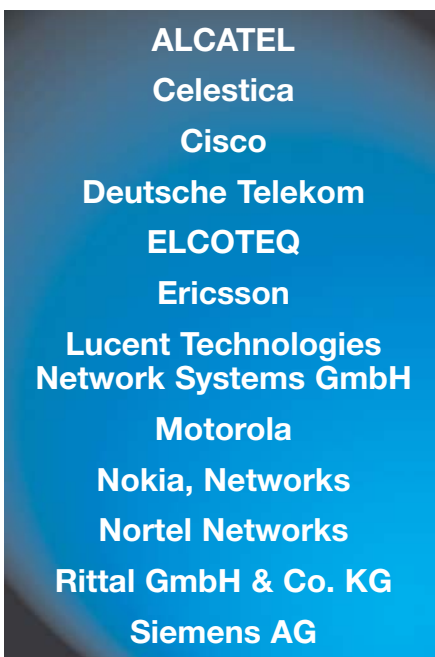 ALCATEL
Celestica
Cisco
Deutsche Telekom
ELCOTEQ
Ericsson
Lucent Technologies
Network Systems GmbH
Motorola
Nokia, Networks
Nortel Networks
Rittal GmbH & Co. KG
Siemens AG